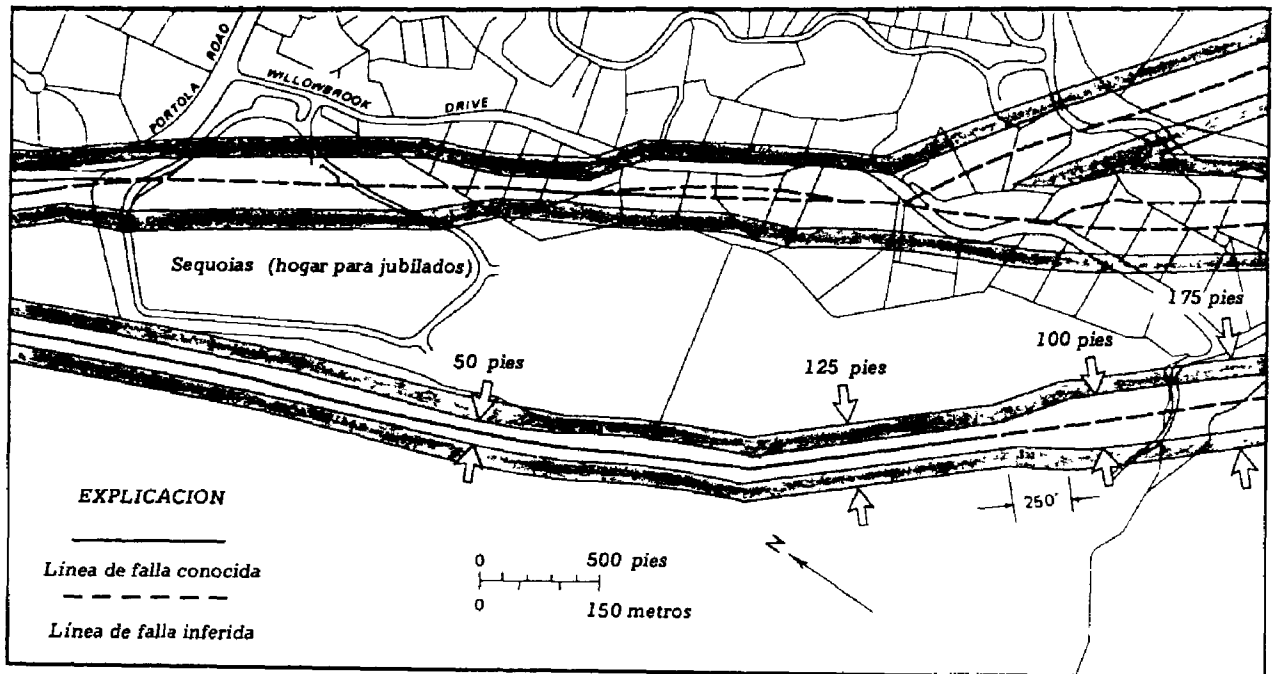 PORTOLA ROAD
WILLOWBROOK DRIVE
Sequoias (hogar para jubilados)
175 pies
50 pies
125 pies
100 pies
250'
EXPLICACION
Línea de falla conocida
Línea de falla inferida
0 500 pies
0 150 metros
N